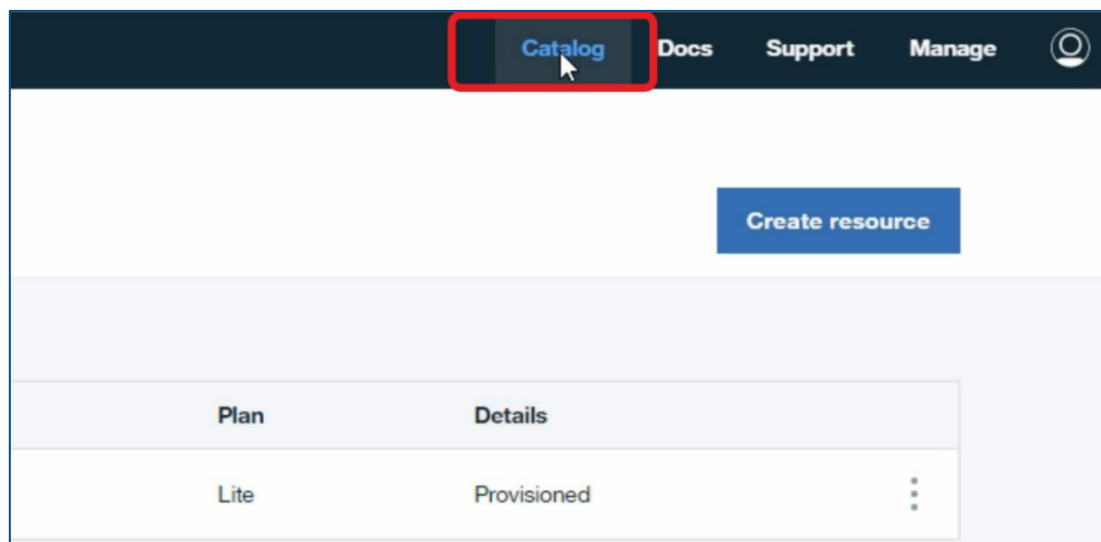 Catalog Docs Support Manage
Create resource
Plan Details
Lite Provisioned